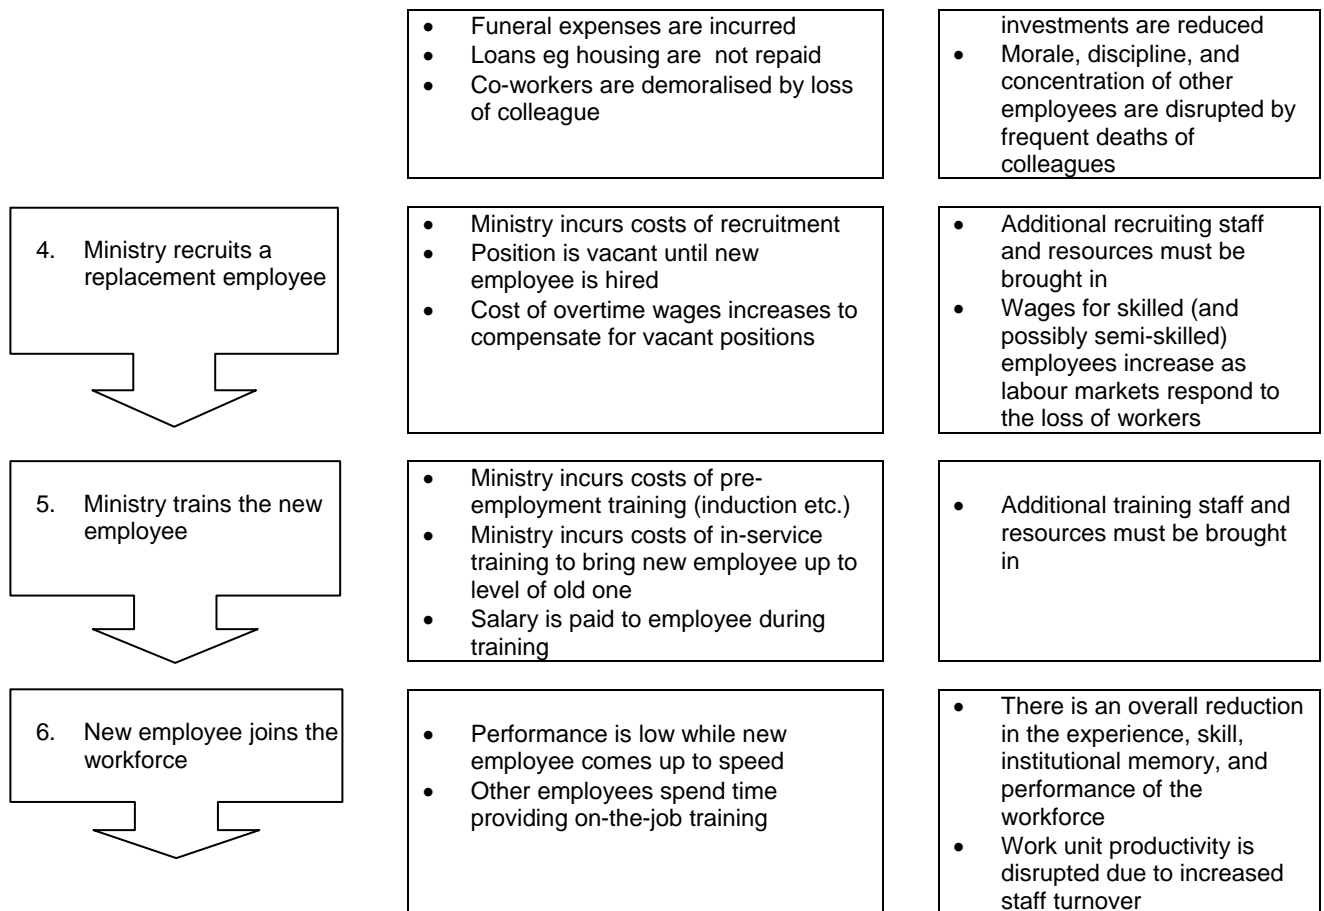 • Funeral expenses are incurred
• Loans eg housing are  not repaid
• Co-workers are demoralised by loss
of colleague
investments are reduced
• Morale, discipline, and
concentration of other
employees are disrupted by
frequent deaths of
colleagues
4. Ministry recruits a
replacement employee
• Ministry incurs costs of recruitment
• Position is vacant until new
employee is hired
• Cost of overtime wages increases to
compensate for vacant positions
• Additional recruiting staff
and resources must be
brought in
• Wages for skilled (and
possibly semi-skilled)
employees increase as
labour markets respond to
the loss of workers
5. Ministry trains the new
employee
• Ministry incurs costs of pre-
employment training (induction etc.)
• Ministry incurs costs of in-service
training to bring new employee up to
level of old one
• Salary is paid to employee during
training
• Additional training staff and
resources must be brought
in
6. New employee joins the
workforce
• Performance is low while new
employee comes up to speed
• Other employees spend time
providing on-the-job training
• There is an overall reduction
in the experience, skill,
institutional memory, and
performance of the
workforce
• Work unit productivity is
disrupted due to increased
staff turnover